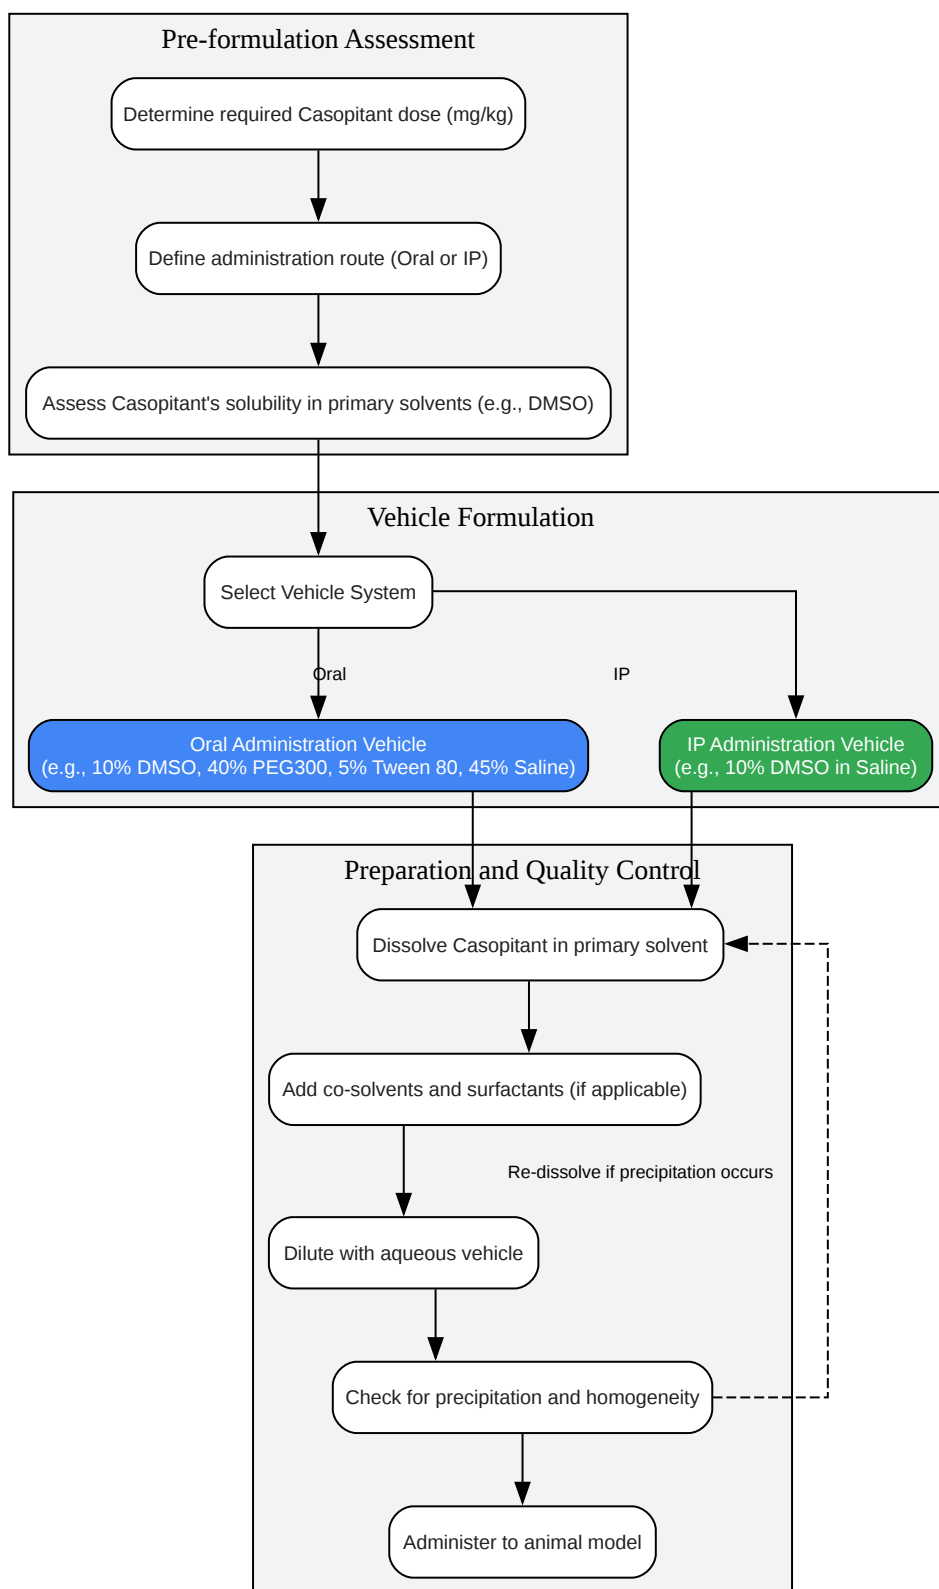 Pre-formulation Assessment
Determine required Casopitant dose (mg/kg)
Define administration route (Oral or IP)
Assess Casopitant's solubility in primary solvents (e.g., DMSO)
Vehicle Formulation
Select Vehicle System
Oral
IP
Oral Administration Vehicle
(e.g., 10% DMSO, 40% PEG300, 5% Tween 80, 45% Saline)
IP Administration Vehicle
(e.g., 10% DMSO in Saline)
Preparation and Quality Control
Dissolve Casopitant in primary solvent
Add co-solvents and surfactants (if applicable)
Re-dissolve if precipitation occurs
Dilute with aqueous vehicle
Check for precipitation and homogeneity
Administer to animal model